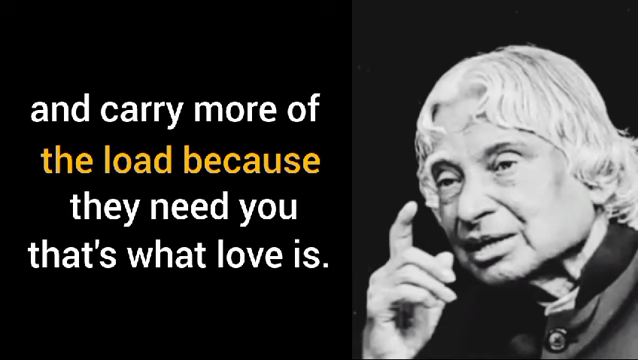 and carry more of
the load because
they need you
that's what love is.